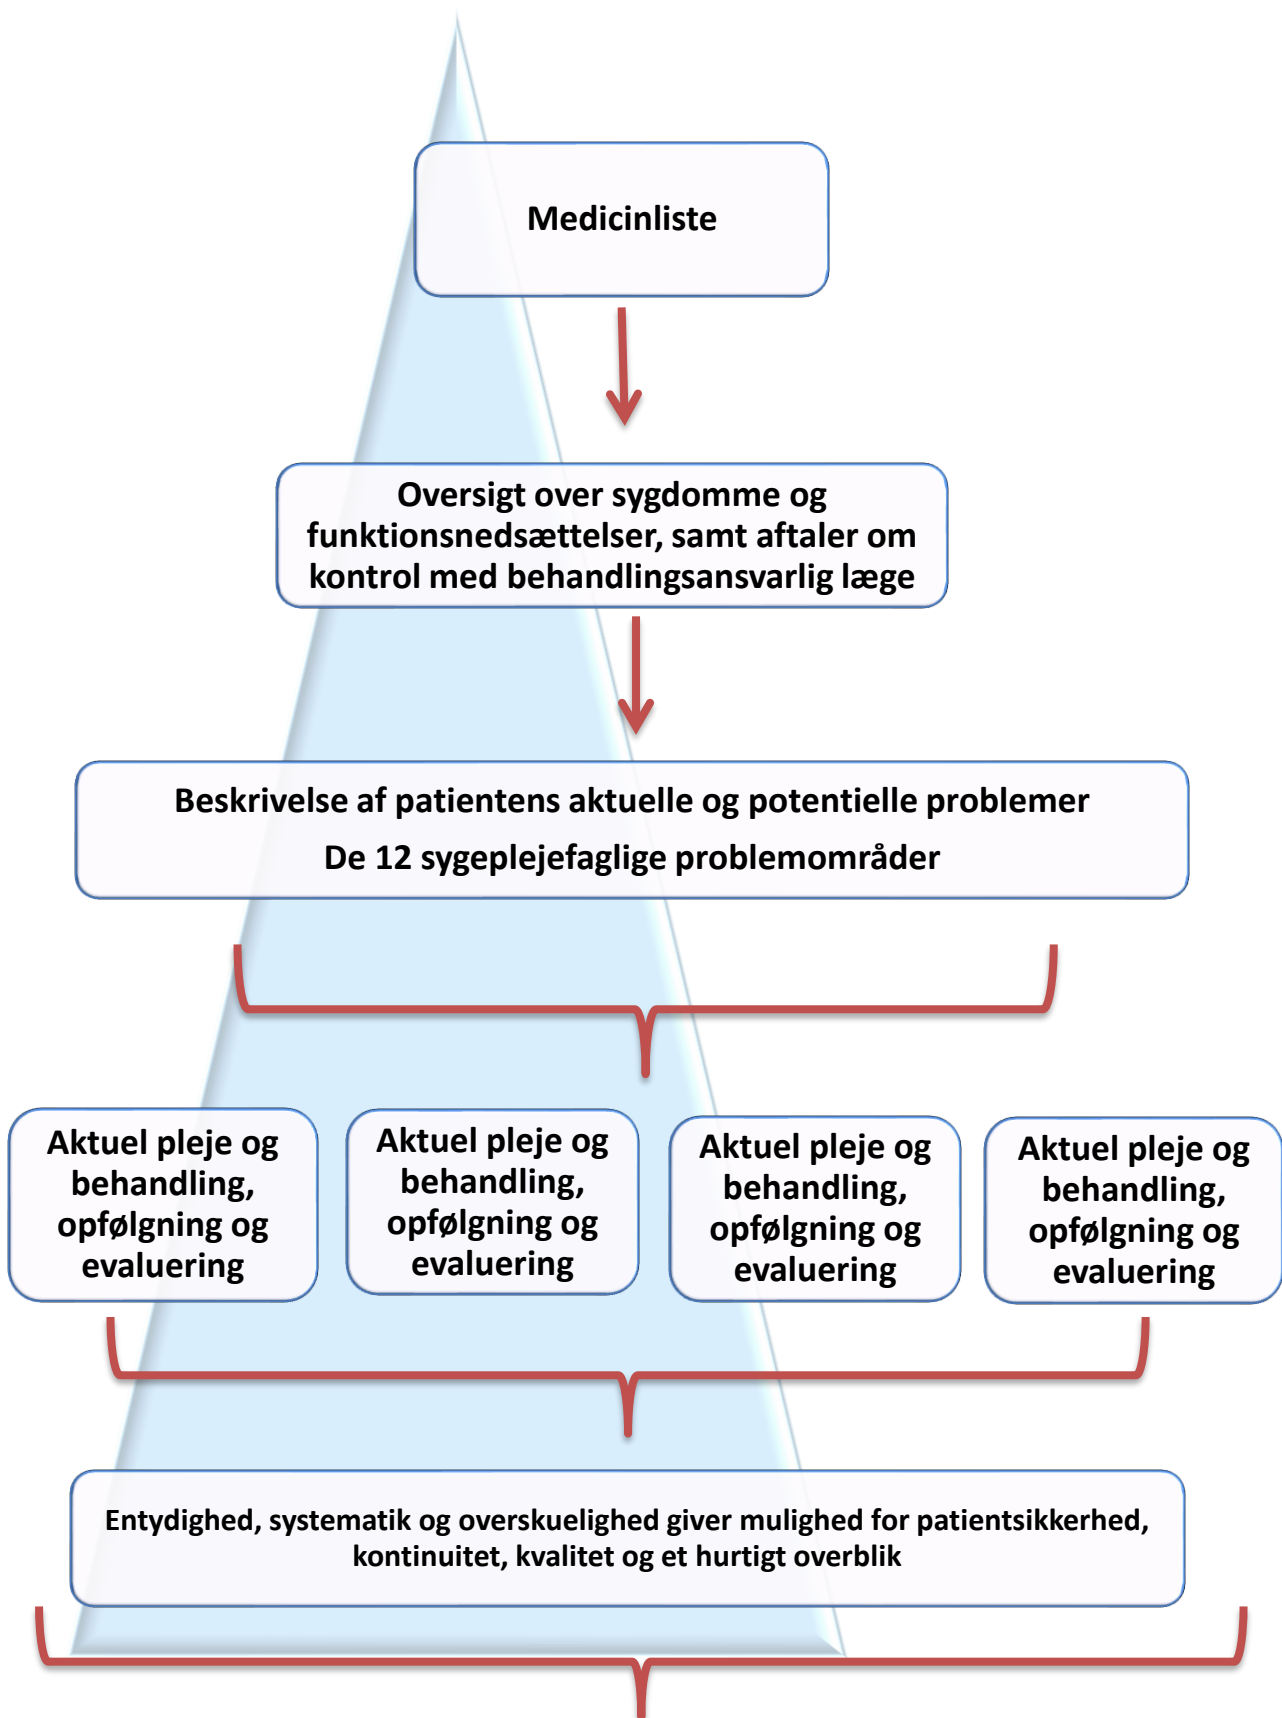 Medicinliste
Oversigt over sygdomme og
funktionsnedsættelser, samt aftaler om
kontrol med behandlingsansvarlig læge
Beskrivelse af patientens aktuelle og potentielle problemer
De 12 sygeplejefaglige problemområder
Aktuel pleje og
behandling,
opfølgning og
evaluering
Aktuel pleje og
behandling,
opfølgning og
evaluering
Aktuel pleje og
behandling,
opfølgning og
evaluering
Aktuel pleje og
behandling,
opfølgning og
evaluering
Entydighed, systematik og overskuelighed giver mulighed for patientsikkerhed,
kontinuitet, kvalitet og et hurtigt overblik